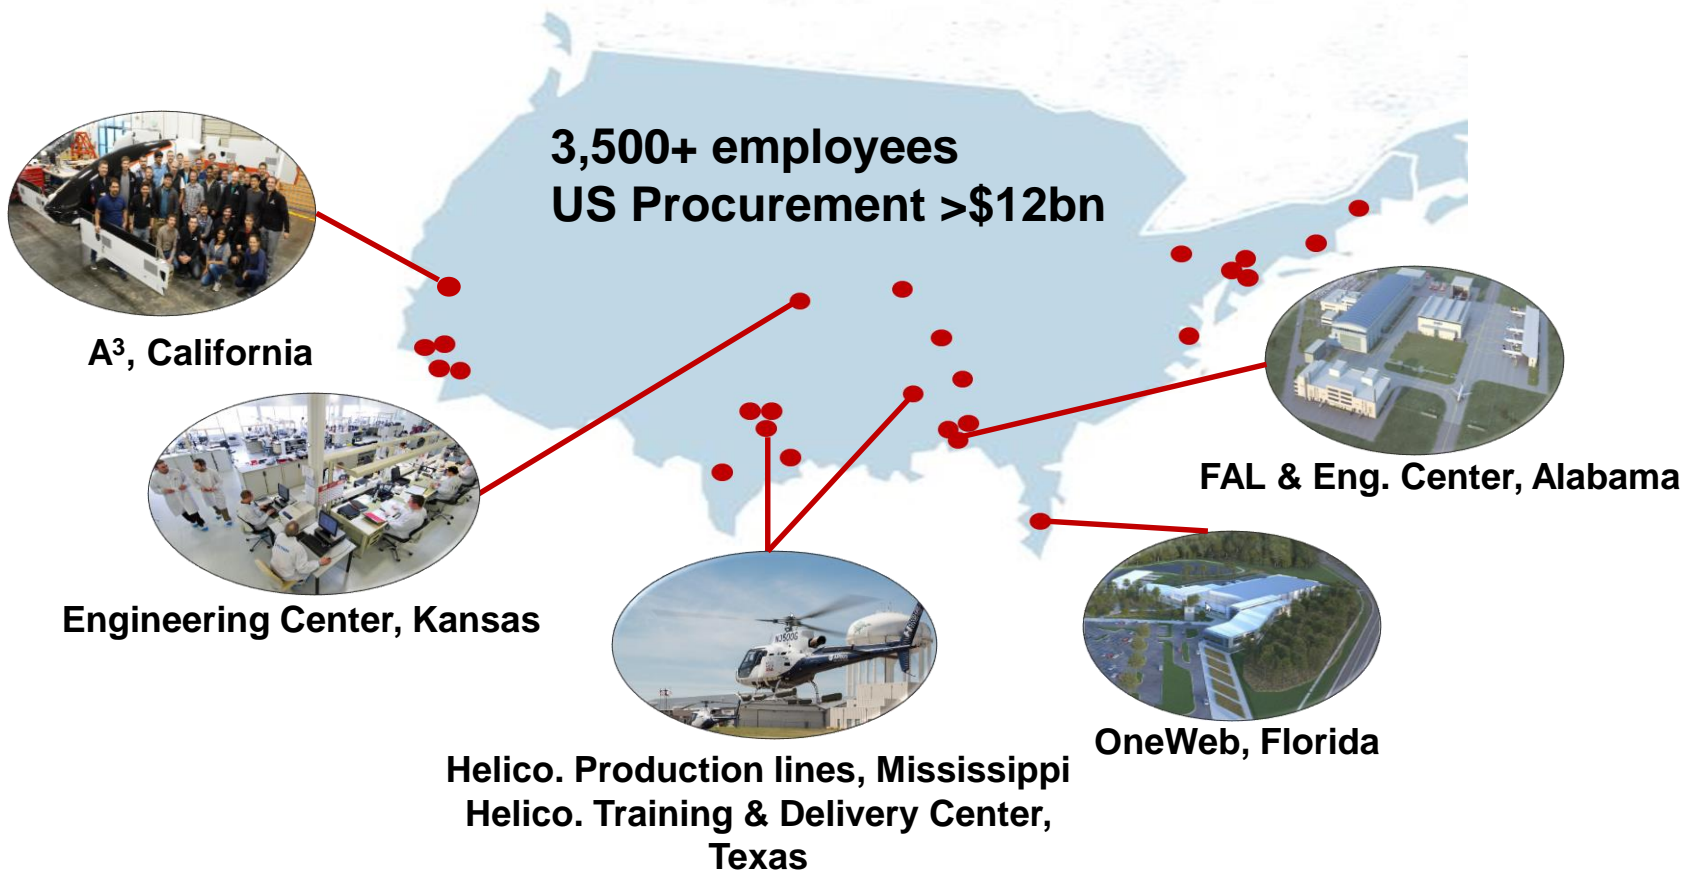 3,500+ employees
US Procurement >$12bn
A³, California
FAL & Eng. Center, Alabama
Engineering Center, Kansas
OneWeb, Florida
Helico. Production lines, Mississippi
Helico. Training & Delivery Center,
Texas